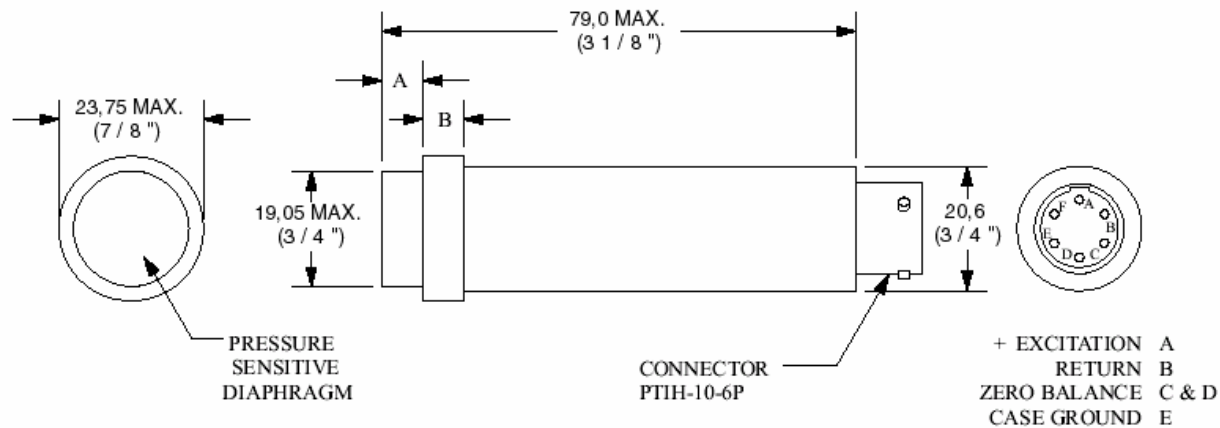 79,0 MAX.
(3 1 / 8 ")
A
B
23,75 MAX.
(7 / 8 ")
19,05 MAX.
(3 / 4 ")
20,6
(3 / 4 ")
A
B
C
D
E
F
PRESSURE
SENSITIVE
DIAPHRAGM
CONNECTOR
PTIH-10-6P
+ EXCITATION A
RETURN B
ZERO BALANCE C & D
CASE GROUND E